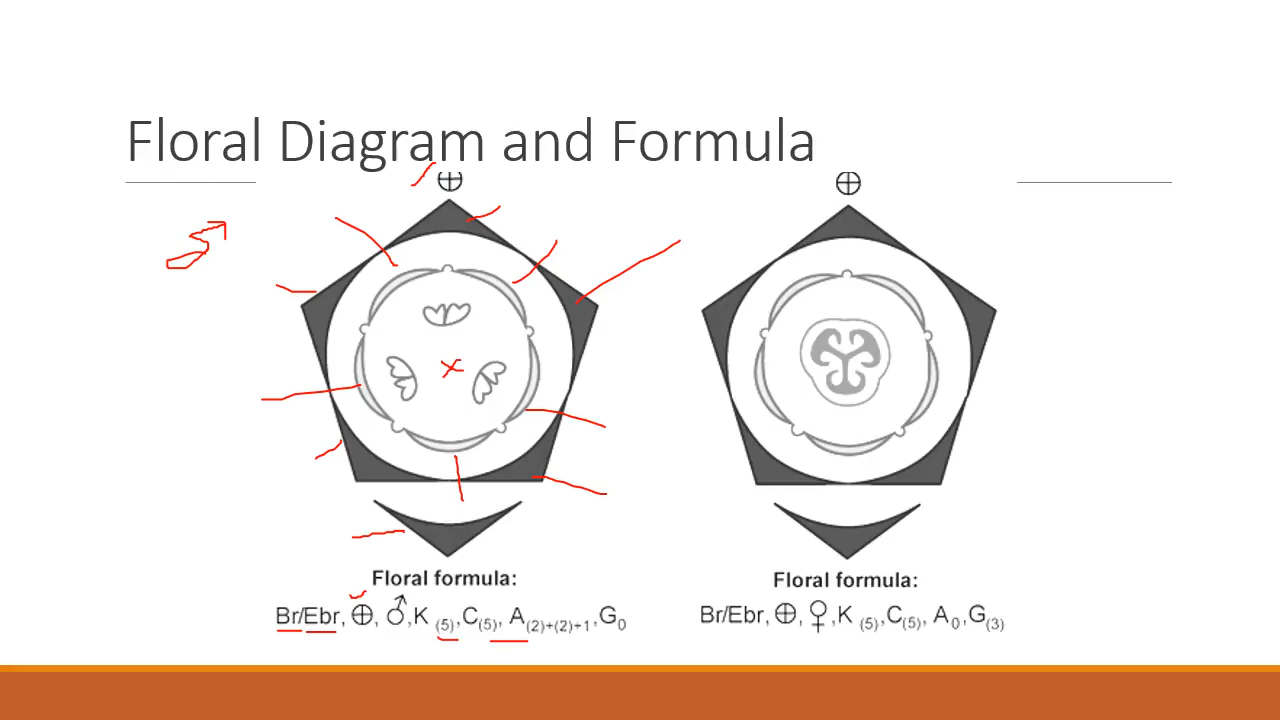 Floral Diagram and Formula
Floral formula:
Br/Ebr, ⊕, ♂,K (5),C(5), A(2)+(2)+1,G0
Floral formula:
Br/Ebr, ⊕, ♀,K (5),C(5), A 0,G(3)